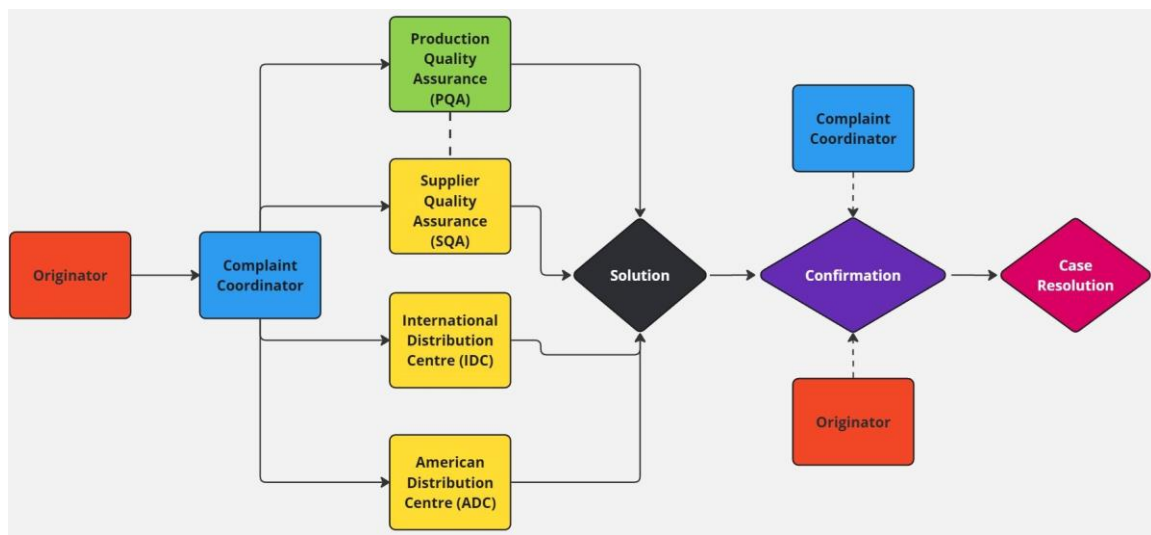 Production
Quality
Assurance
(PQA)
Supplier
Quality
Assurance
(SQA)
Originator
Complaint
Coordinator
International
Distribution
Centre (IDC)
American
Distribution
Centre (ADC)
Solution
Complaint
Coordinator
Confirmation
Originator
Case
Resolution